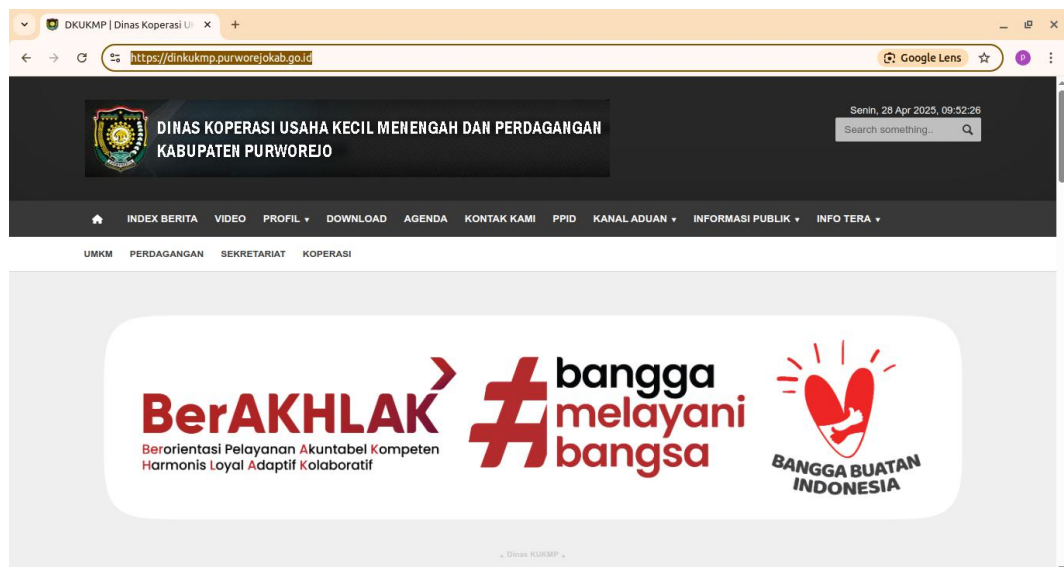 DKUKMP | Dinas Koperasi U
https://dinkukmp.purworejokab.go.id
Google Lens
P
DINAS KOPERASI USAHA KECIL MENENGAH DAN PERDAGANGAN
KABUPATEN PURWOREJO
Senin, 28 Apr 2025, 09:52:26
Search something..
INDEX BERITA VIDEO PROFIL DOWNLOAD AGENDA KONTAK KAMI PPID KANAL ADUAN INFORMASI PUBLIK INFO TERA
UMKM PERDAGANGAN SEKRETARIAT KOPERASI
BerAKHLAK
Berorientasi Pelayanan Akuntabel Kompeten
Harmonis Loyal Adaptif Kolaboratif
#bangga
melayani
bangsa
BANGGA BUATAN
INDONESIA
Dinas KUKMP